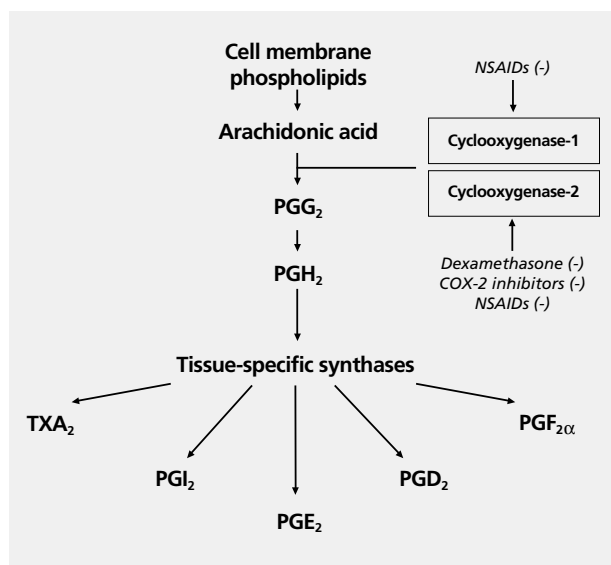 Cell membrane
phospholipids
NSAIDs (-)
Arachidonic acid
Cyclooxygenase-1
Cyclooxygenase-2
PGG₂
PGH₂
Dexamethasone (-)
COX-2 inhibitors (-)
NSAIDs (-)
Tissue-specific synthases
TXA₂
PGF₂α
PGI₂
PGD₂
PGE₂